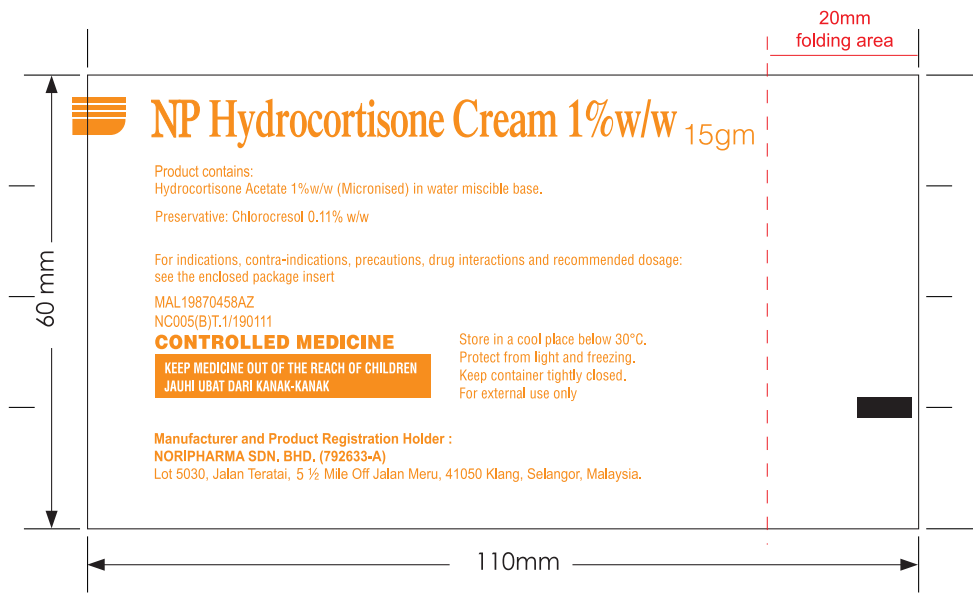 20mm
folding area
NP Hydrocortisone Cream 1%w/w 15gm
Product contains:
Hydrocortisone Acetate 1%w/w (Micronised) in water miscible base.
Preservative: Chlorocresol 0.11% w/w
For indications, contra-indications, precautions, drug interactions and recommended dosage:
see the enclosed package insert
MAL19870458AZ
NC005(B)T.1/190111
CONTROLLED MEDICINE
KEEP MEDICINE OUT OF THE REACH OF CHILDREN
JAUHI UBAT DARI KANAK-KANAK
Store in a cool place below 30°C.
Protect from light and freezing.
Keep container tightly closed.
For external use only
Manufacturer and Product Registration Holder :
NORIPHARMA SDN. BHD. (792633-A)
Lot 5030, Jalan Teratai, 5 ½ Mile Off Jalan Meru, 41050 Klang, Selangor, Malaysia.
60 mm
110mm